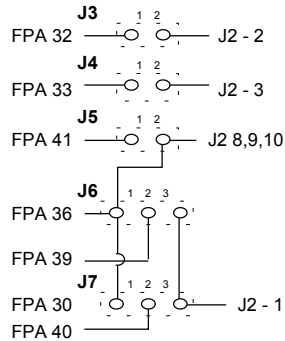 J3
1 2
FPA 32 J2 - 2
J4
1 2
FPA 33 J2 - 3
J5
1 2
FPA 41 J2 8,9,10
J6
1 2 3
FPA 36
FPA 39
J7
1 2 3
FPA 30 J2 - 1
FPA 40